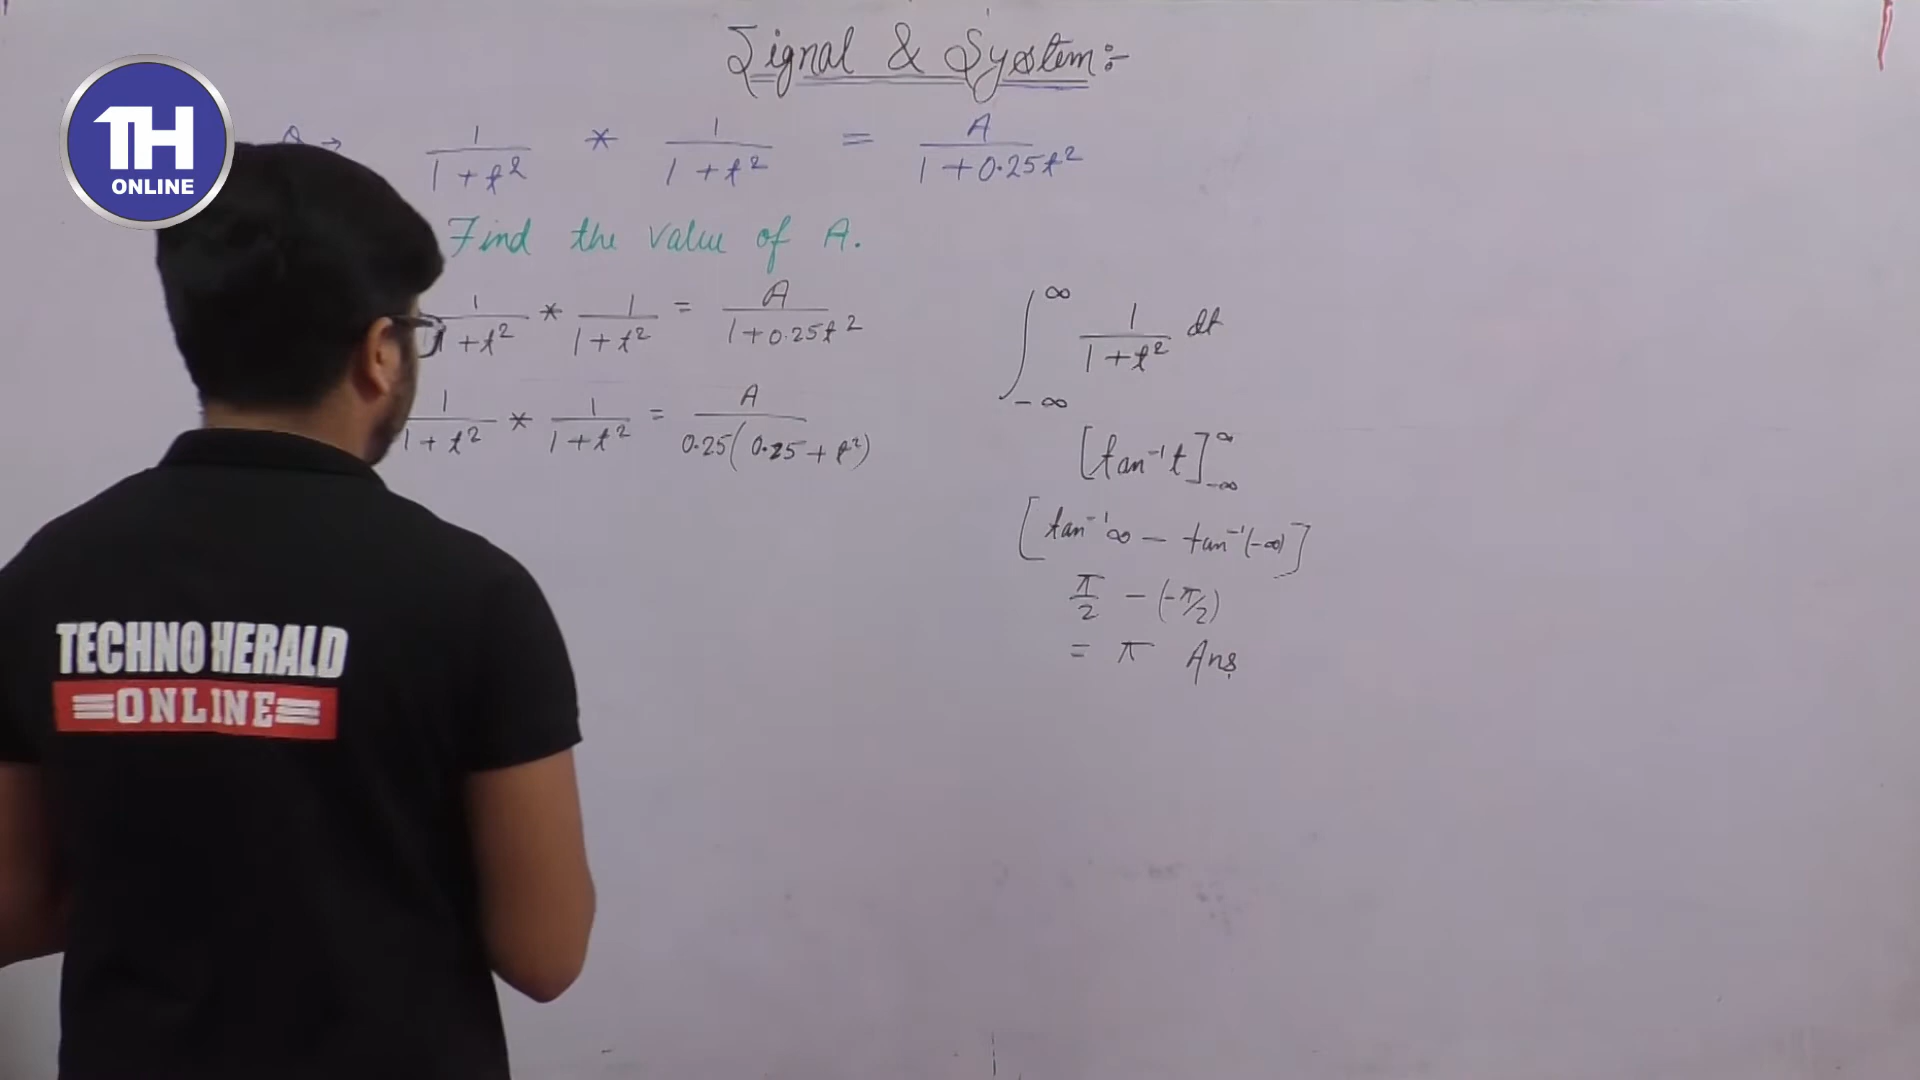 Signal & System:-
TH
ONLINE
Q → 1/(1+t²) * 1/(1+t²) = A/(1+0.25t²)
Find the value of A.
1/(1+t²) * 1/(1+t²) = A/(1+0.25t²)
1/(1+t²) * 1/(1+t²) = A/(0.25(0.25+t²))
∫_{-∞}^{∞} 1/(1+t²) dt
[tan⁻¹t]_{-∞}^{∞}
[tan⁻¹∞ − tan⁻¹(-∞)]
π/2 − (-π/2)
= π Ans
TECHNO HERALD
ONLINE